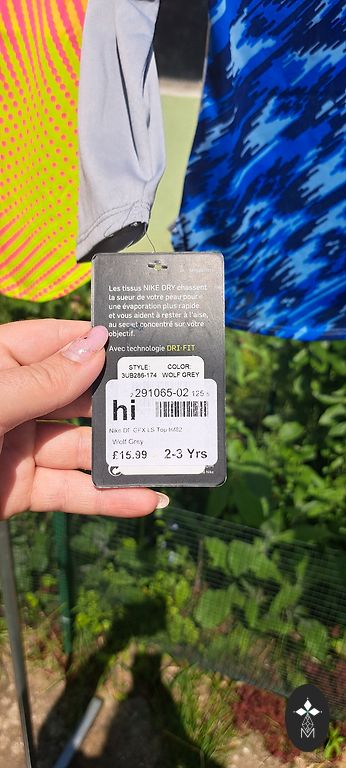 Les tissus NIKE DRY chassent
la sueur de votre peau pour
une évaporation plus rapide
et vous aident à rester à l'aise,
au sec et concentré sur votre
objectif.
Avec technologie DRI-FIT
STYLE: COLOR:
3UB286-174 WOLF GREY
291065-02
hi
Nike DF
LS Top
Wolf Grey
£15.99 2-3 Yrs
M